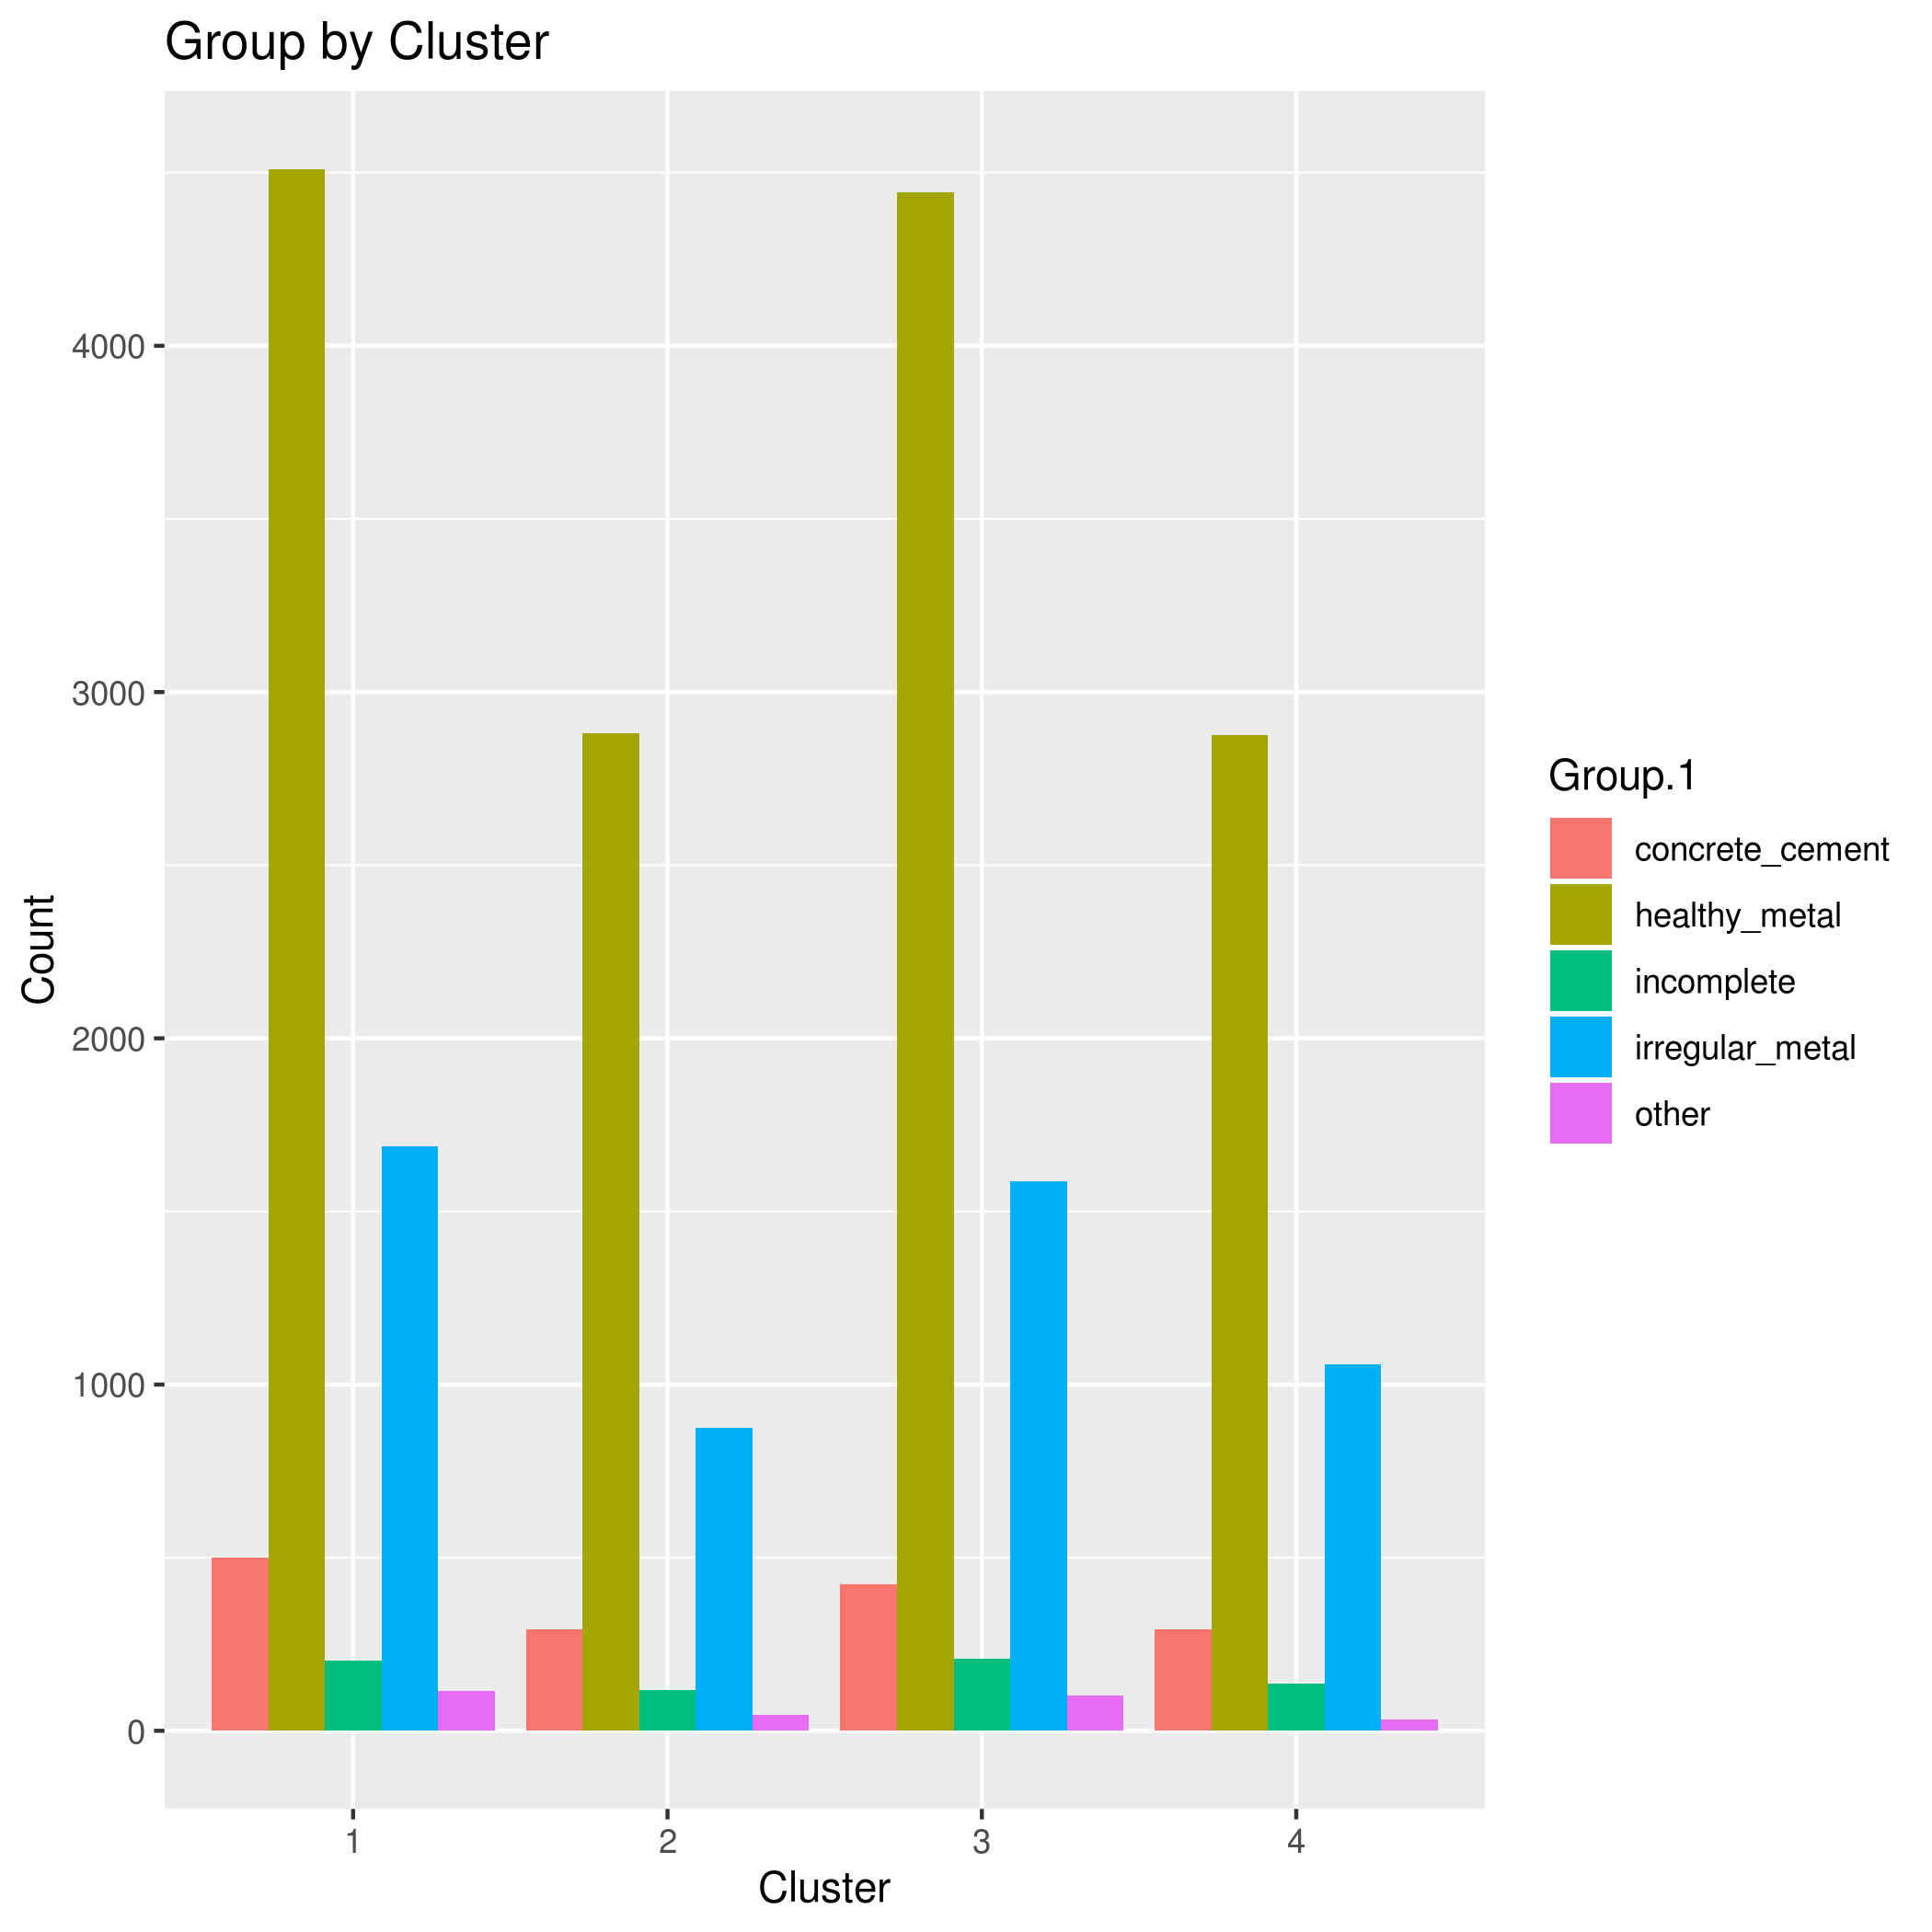 Group by Cluster
Count
4000
3000
2000
1000
0
1
2
3
4
Cluster
Group.1
concrete_cement
healthy_metal
incomplete
irregular_metal
other